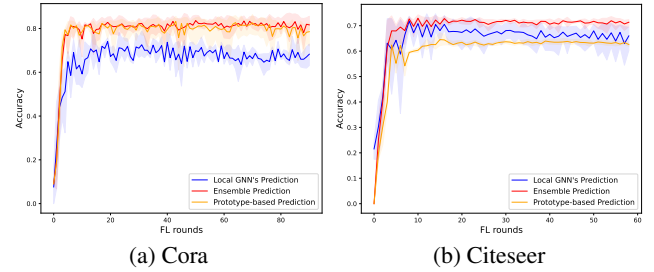 0.8
0.6
0.4
0.2
0.0
Accuracy
0 20 40 60 80
FL rounds
Local GNN's Prediction
Ensemble Prediction
Prototype-based Prediction
(a) Cora
0.7
0.6
0.5
0.4
0.3
0.2
0.1
0.0
Accuracy
0 10 20 30 40 50 60
FL rounds
Local GNN's Prediction
Ensemble Prediction
Prototype-based Prediction
(b) Citeseer